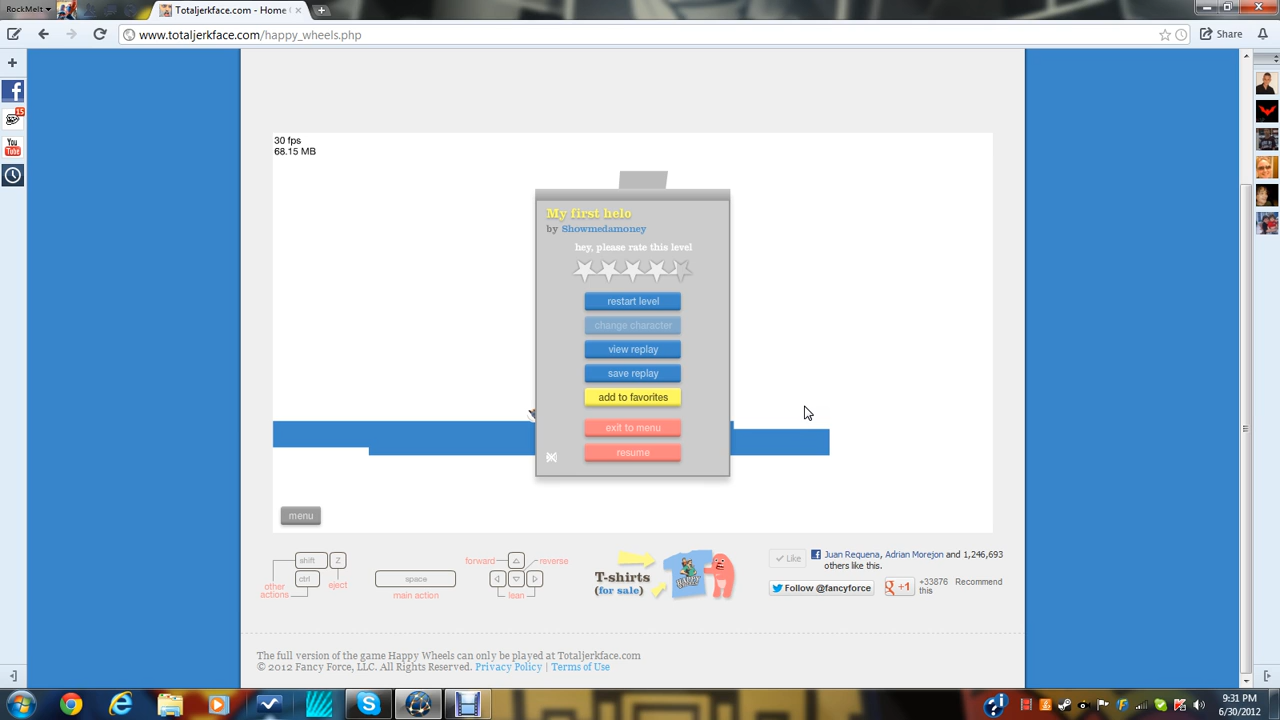 RockMelt
Totaljerkface.com - Home
www.totaljerkface.com/happy_wheels.php
Share
15
You
Tube
30 fps
68.15 MB
My first helo
by Showmedamoney
hey, please rate this level
restart level
change character
view replay
save replay
add to favorites
exit to menu
resume
menu
shift
Z
ctrl
other
actions
eject
space
main action
forward
reverse
lean
T-shirts
(for sale)
Like
Juan Requena, Adrian Morejon and 1,246,693
others like this.
Follow @fancyforce
+1
+33876 Recommend
this
The full version of the game Happy Wheels can only be played at Totaljerkface.com
© 2012 Fancy Force, LLC. All Rights Reserved. Privacy Policy | Terms of Use
9:31 PM
6/30/2012